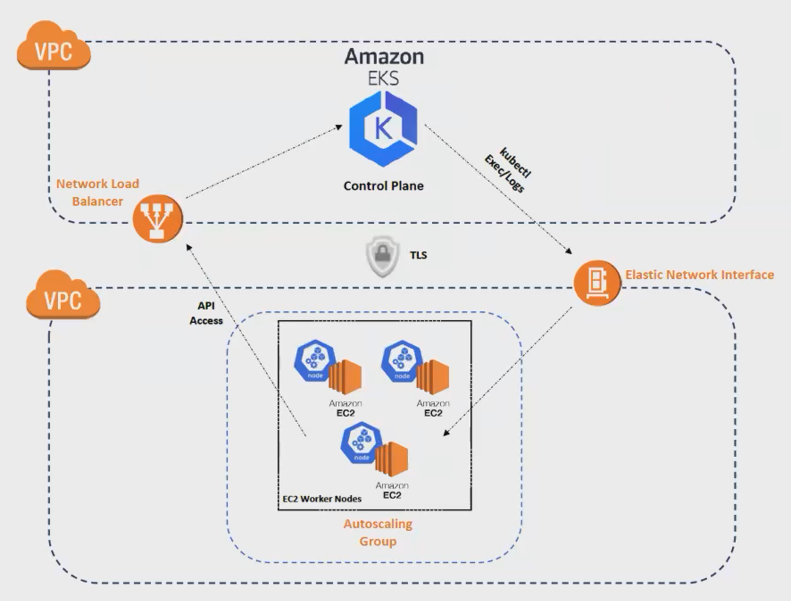 VPC
Amazon
EKS
K
Control Plane
kubectl
Exec/Logs
Network Load
Balancer
TLS
Elastic Network Interface
VPC
API
Access
node
Amazon
EC2
node
Amazon
EC2
node
Amazon
EC2
EC2 Worker Nodes
Autoscaling
Group